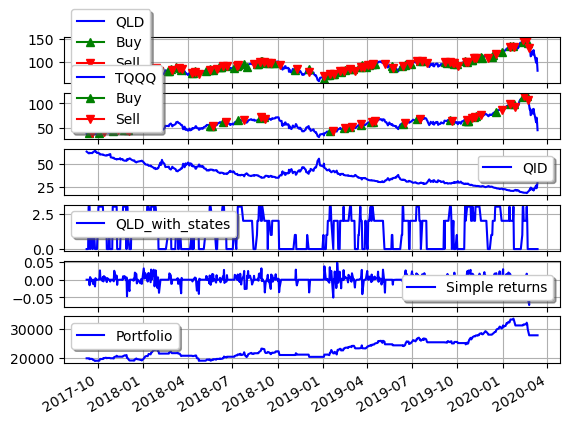 QLD
Buy
Sell
150
100
TQQQ
Buy
Sell
100
50
QID
50
25
QLD_with_states
2.5
0.0
Simple returns
0.05
0.00
−0.05
Portfolio
30000
20000
2017-10 2018-01 2018-04 2018-07 2018-10 2019-01 2019-04 2019-07 2019-10 2020-01 2020-04